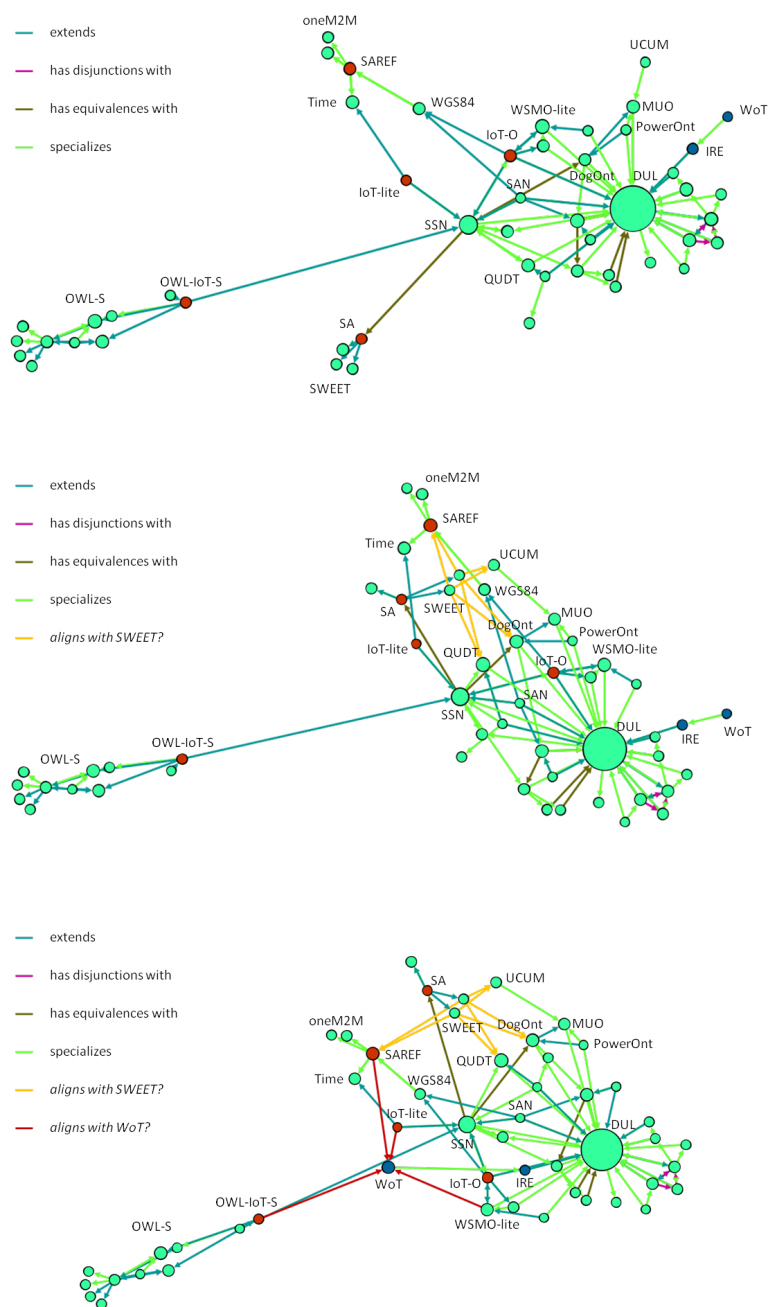 oneM2M
extends
UCUM
SAREF
has disjunctions with
Time
WGS84
WSMO-lite
MUO
WoT
has equivalences with
PowerOnt
IoT-O
IRE
specializes
DogOnt
DUL
IoT-lite
SAN
SSN
QUDT
OWL-IoT-S
OWL-S
SA
SWEET
oneM2M
extends
SAREF
has disjunctions with
Time
UCUM
has equivalences with
WGS84
SWEET
SA
specializes
MUO
DogOnt
PowerOnt
aligns with SWEET?
IoT-lite
WSMO-lite
QUDT
IoT-O
SAN
SSN
DUL
IRE
WoT
OWL-IoT-S
OWL-S
extends
has disjunctions with
SA
UCUM
has equivalences with
oneM2M
SWEET
DogOnt
MUO
specializes
SAREF
PowerOnt
QUDT
Time
WGS84
aligns with SWEET?
IoT-lite
SAN
aligns with WoT?
DUL
SSN
WoT
IoT-O
IRE
OWL-IoT-S
WSMO-lite
OWL-S